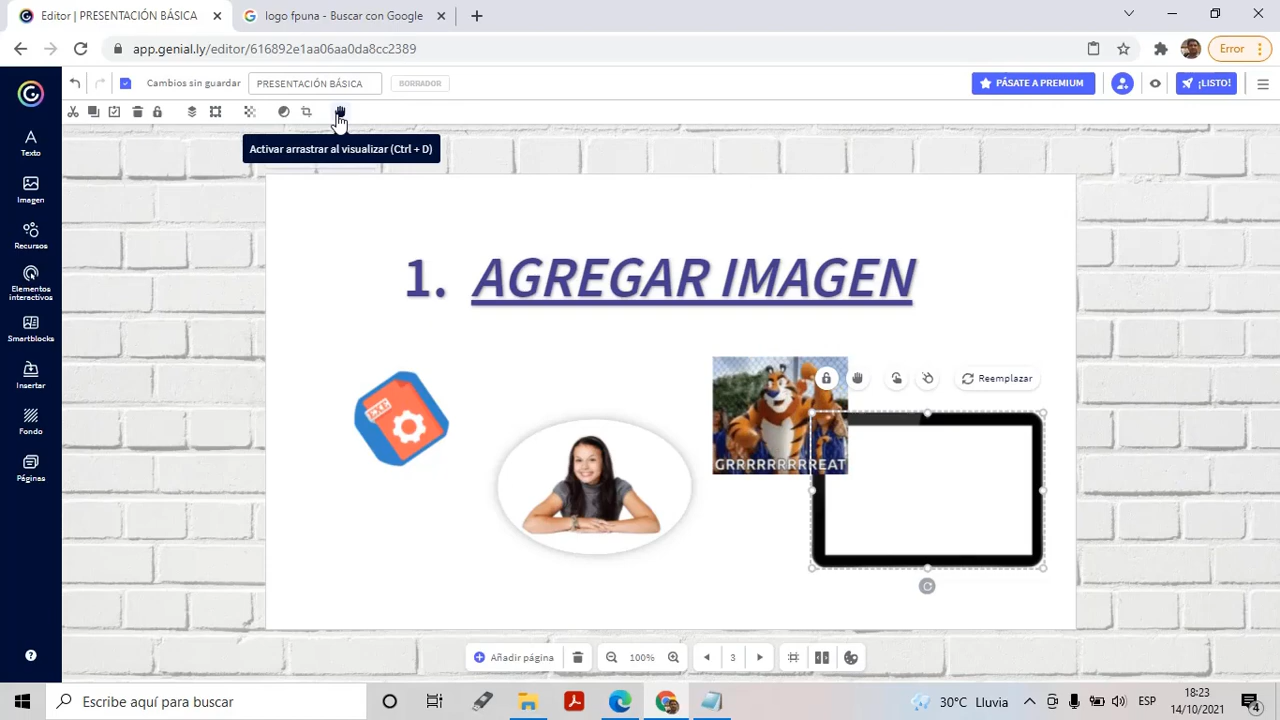 Editor | PRESENTACIÓN BÁSICA
logo fpuna - Buscar con Google
app.genial.ly/editor/616892e1aa06aa0da8cc2389
Error
Cambios sin guardar
PRESENTACIÓN BÁSICA
BORRADOR
PÁSATE A PREMIUM
¡LISTO!
Activar arrastrar al visualizar (Ctrl + D)
Texto
Imagen
Recursos
Elementos
interactivos
Smartblocks
Insertar
Fondo
Páginas
1. AGREGAR IMAGEN
EXE
GRRRRRRRREAT
Reemplazar
Añadir página
100%
3
Escribe aquí para buscar
30°C Lluvia
ESP
18:23
14/10/2021
4